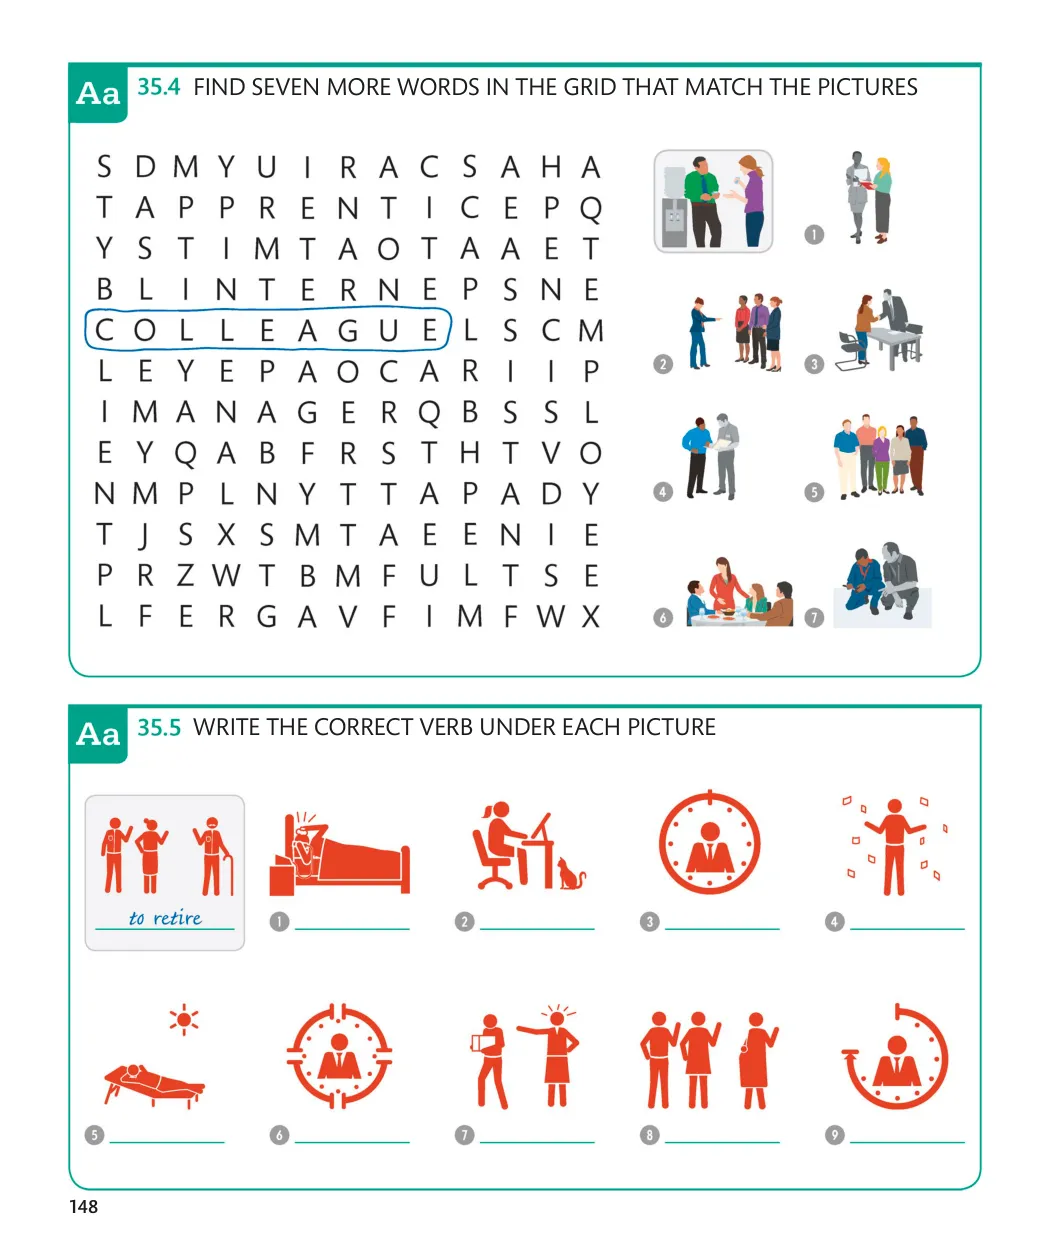 Aa 35.4 FIND SEVEN MORE WORDS IN THE GRID THAT MATCH THE PICTURES
S D M Y U I R A C S A H A
T A P P R E N T I C E P Q
Y S T I M T A O T A A E T
B L I N T E R N E P S N E
C O L L E A G U E L S C M
L E Y E P A O C A R I I P
I M A N A G E R Q B S S L
E Y Q A B F R S T H T V O
N M P L N Y T T A P A D Y
T J S X S M T A E E N I E
P R Z W T B M F U L T S E
L F E R G A V F I M F W X
1
2 3
4 5
6 7
Aa 35.5 WRITE THE CORRECT VERB UNDER EACH PICTURE
to retire 1 2 3 4
5 6 7 8 9
148